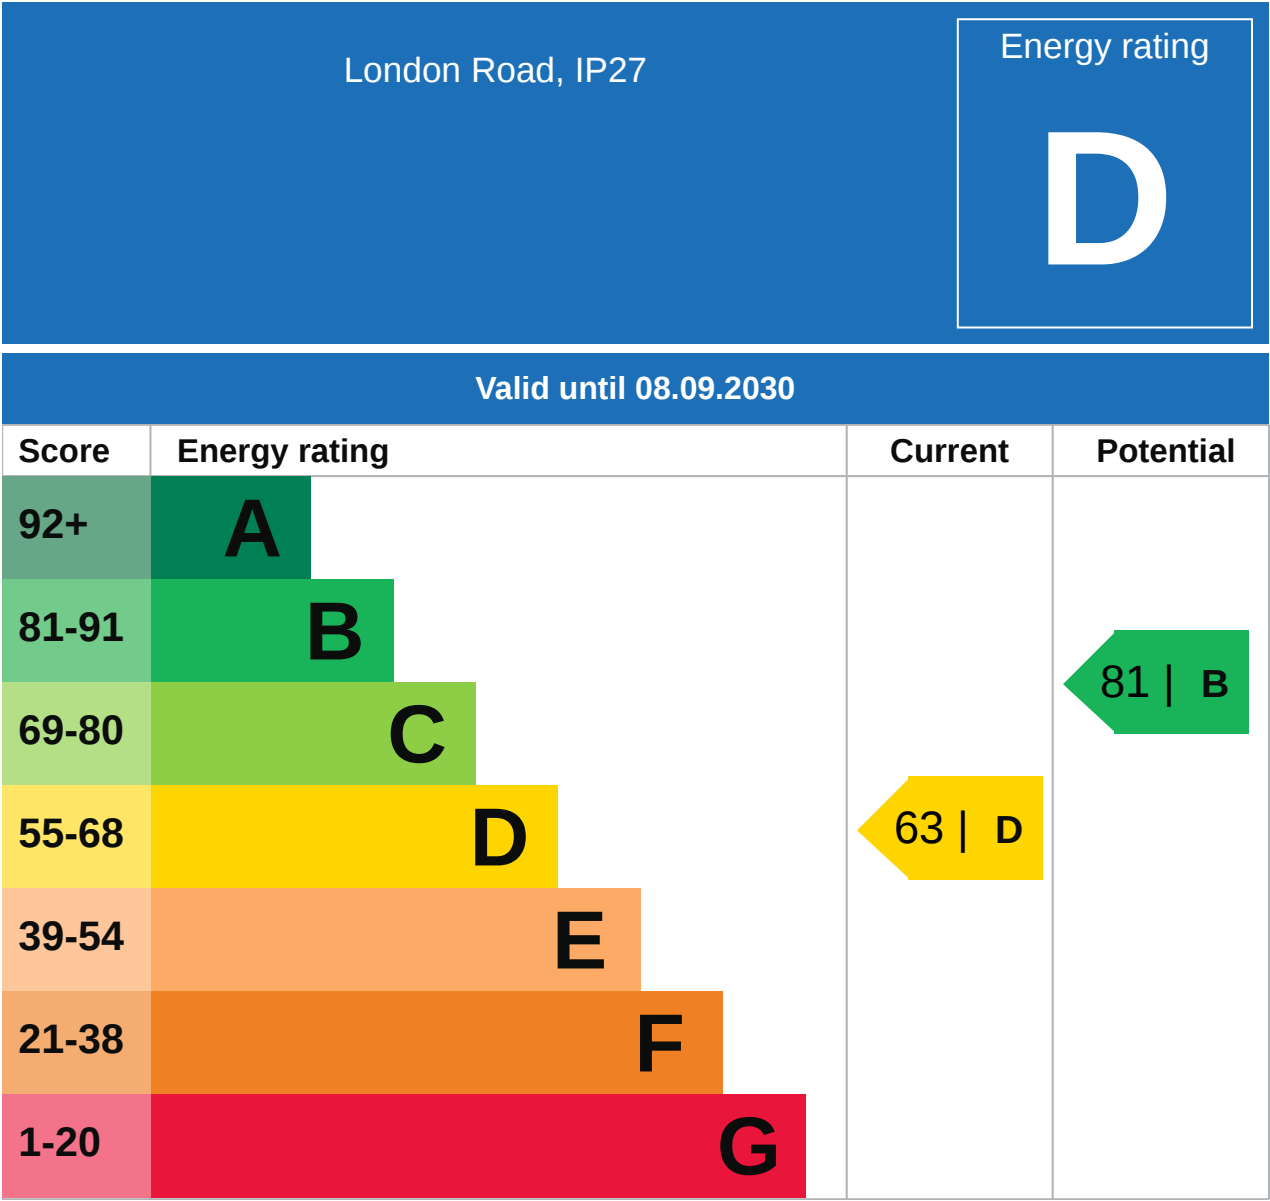 London Road, IP27
Energy rating
D
Valid until 08.09.2030
Score Energy rating Current Potential
92+ A
81-91 B
81 | B
69-80 C
55-68 D
63 | D
39-54 E
21-38 F
1-20 G